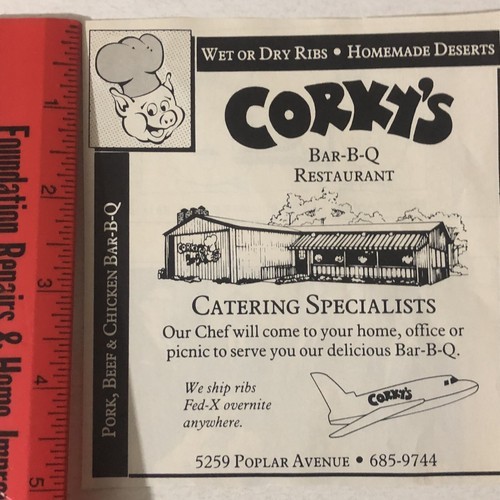 WET OR DRY RIBS • HOMEMADE DESERTS
CORKY'S
BAR-B-Q
RESTAURANT
PORK, BEEF & CHICKEN BAR-B-Q
CATERING SPECIALISTS
Our Chef will come to your home, office or
picnic to serve you our delicious Bar-B-Q.
We ship ribs
Fed-X overnite
anywhere.
CORKY'S
5259 POPLAR AVENUE • 685-9744
Foundation Repairs & Home
1
2
3
4
5